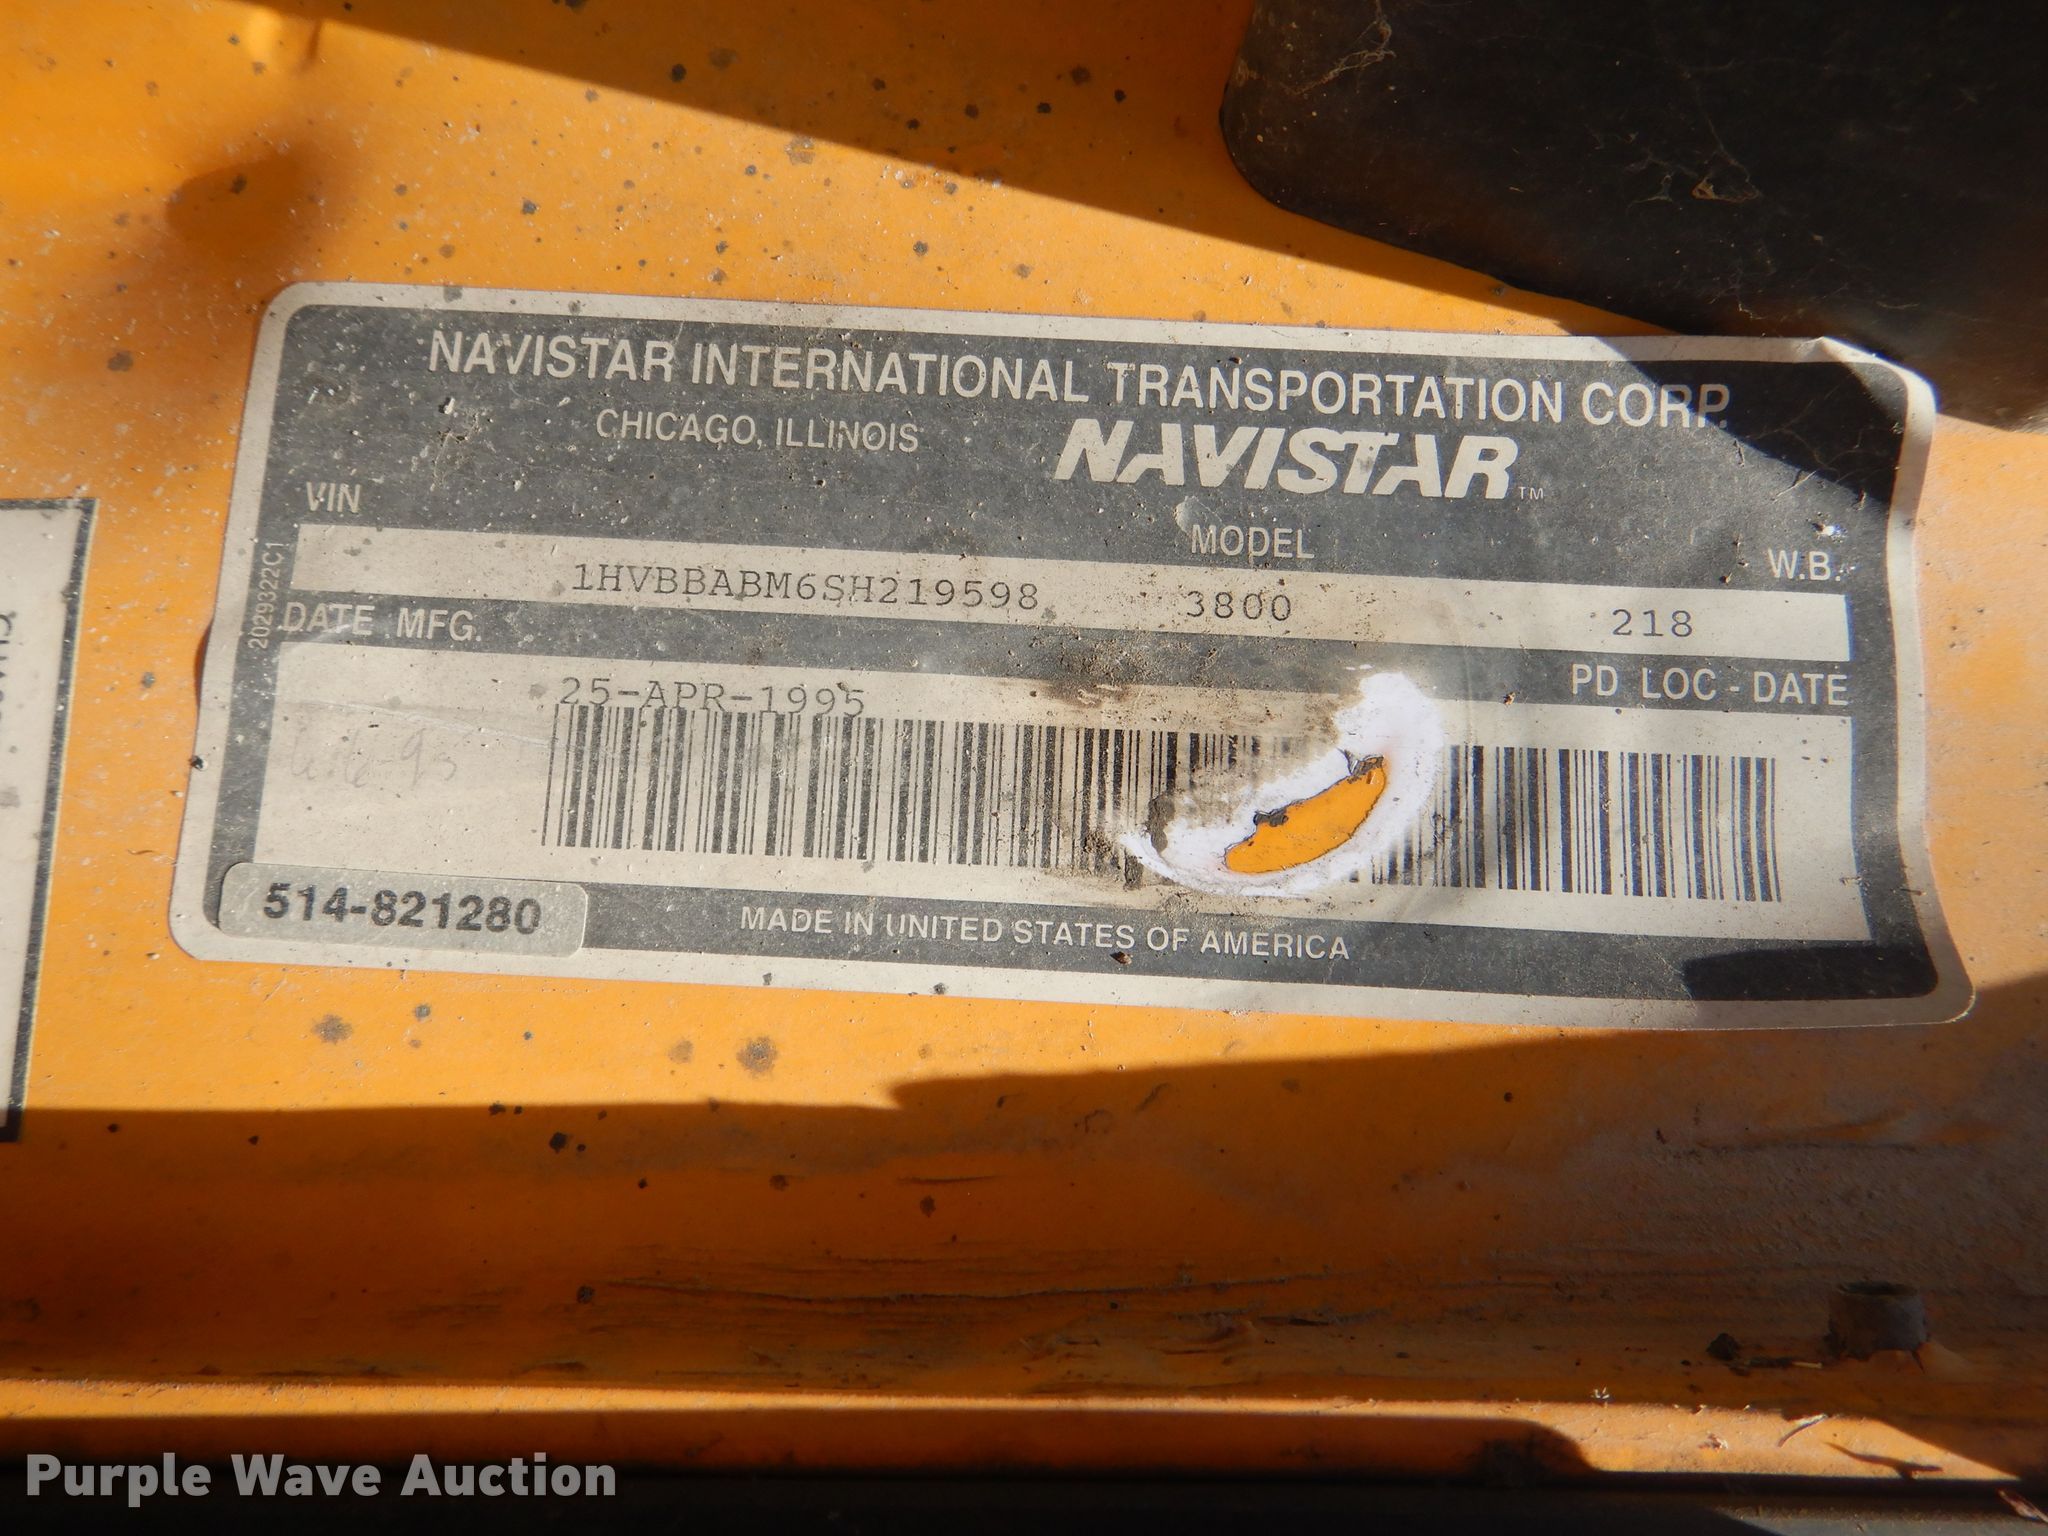 NAVISTAR INTERNATIONAL TRANSPORTATION CORP.
CHICAGO, ILLINOIS
NAVISTAR™
VIN
MODEL
W.B.
1HVBBABM6SH219598 3800 218
2029322C1
DATE MFG.
PD LOC - DATE
25-APR-1995
514-821280
MADE IN UNITED STATES OF AMERICA
Purple Wave Auction